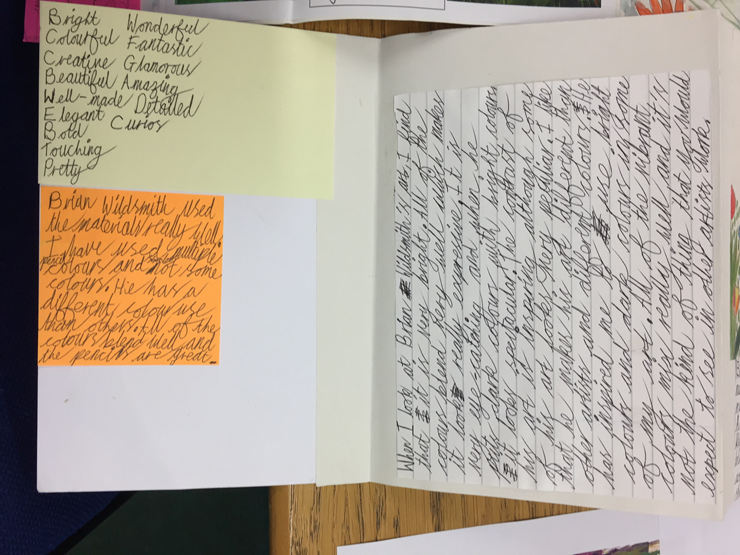 Bright Wonderful
Colourful Fantastic
Creative Glamorous
Beautiful Amazing
Well-made Detailed
Elegant Curios
Bold
Touching
Pretty
Brian Wildsmith used
the materials really well.
I have used multiple
pencil colours and not some
colours. He has a
different colour use
than others. All of the
colours blend well and
the pencils are great.
When I look at Brian Wildsmith's art, I find
that it is very bright. All of the
colours blend very well which makes
it look really expressive. It is
very eye catching and when he
puts dark colours with bright colours
it looks spectacular. The category of
his art is inspiring although some
of his art looks very peculiar. I like
that he makes his art different than
other artists and different colours. He
has inspired me to use bright
colours and dark colours in some
of my art. All of the vibrant
colours mix really well and it is
not the kind of thing that you would
expect to see in other artists work.